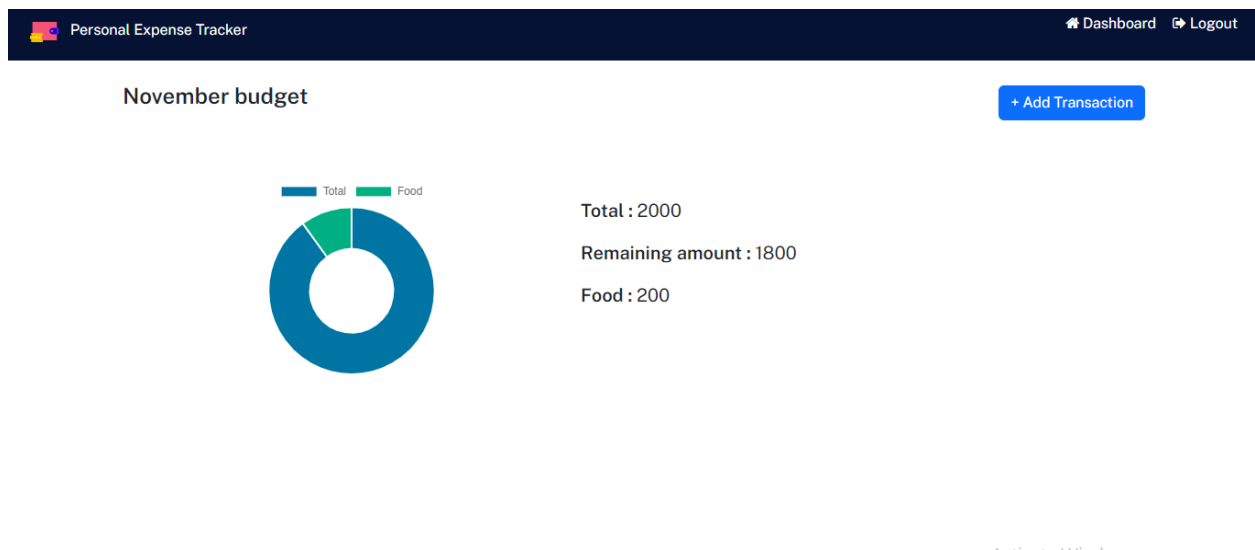 Personal Expense Tracker
Dashboard Logout
November budget
+ Add Transaction
Total Food
Total : 2000
Remaining amount : 1800
Food : 200